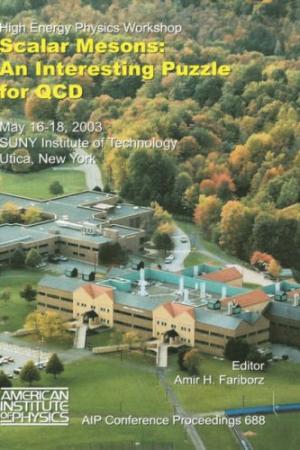 High Energy Physics Workshop
Scalar Mesons:
An Interesting Puzzle
for QCD
May 16-18, 2003
SUNY Institute of Technology
Utica, New York
Editor
Amir H. Fariborz
AMERICAN
INSTITUTE
OF PHYSICS
AIP Conference Proceedings 688